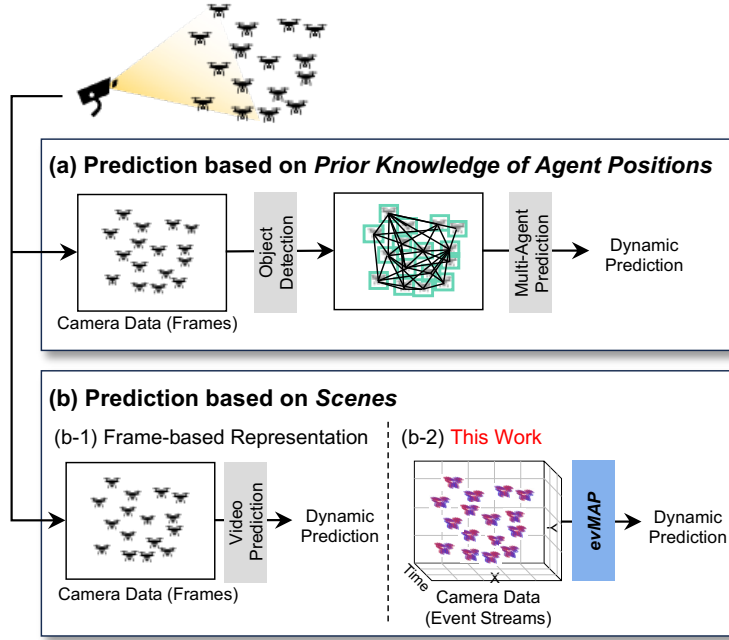 (a) Prediction based on Prior Knowledge of Agent Positions
Object
Detection
Multi-Agent
Prediction
Dynamic
Prediction
Camera Data (Frames)
(b) Prediction based on Scenes
(b-1) Frame-based Representation
Video
Prediction
Dynamic
Prediction
Camera Data (Frames)
(b-2) This Work
Y
X
Time
evMAP
Dynamic
Prediction
Camera Data
(Event Streams)